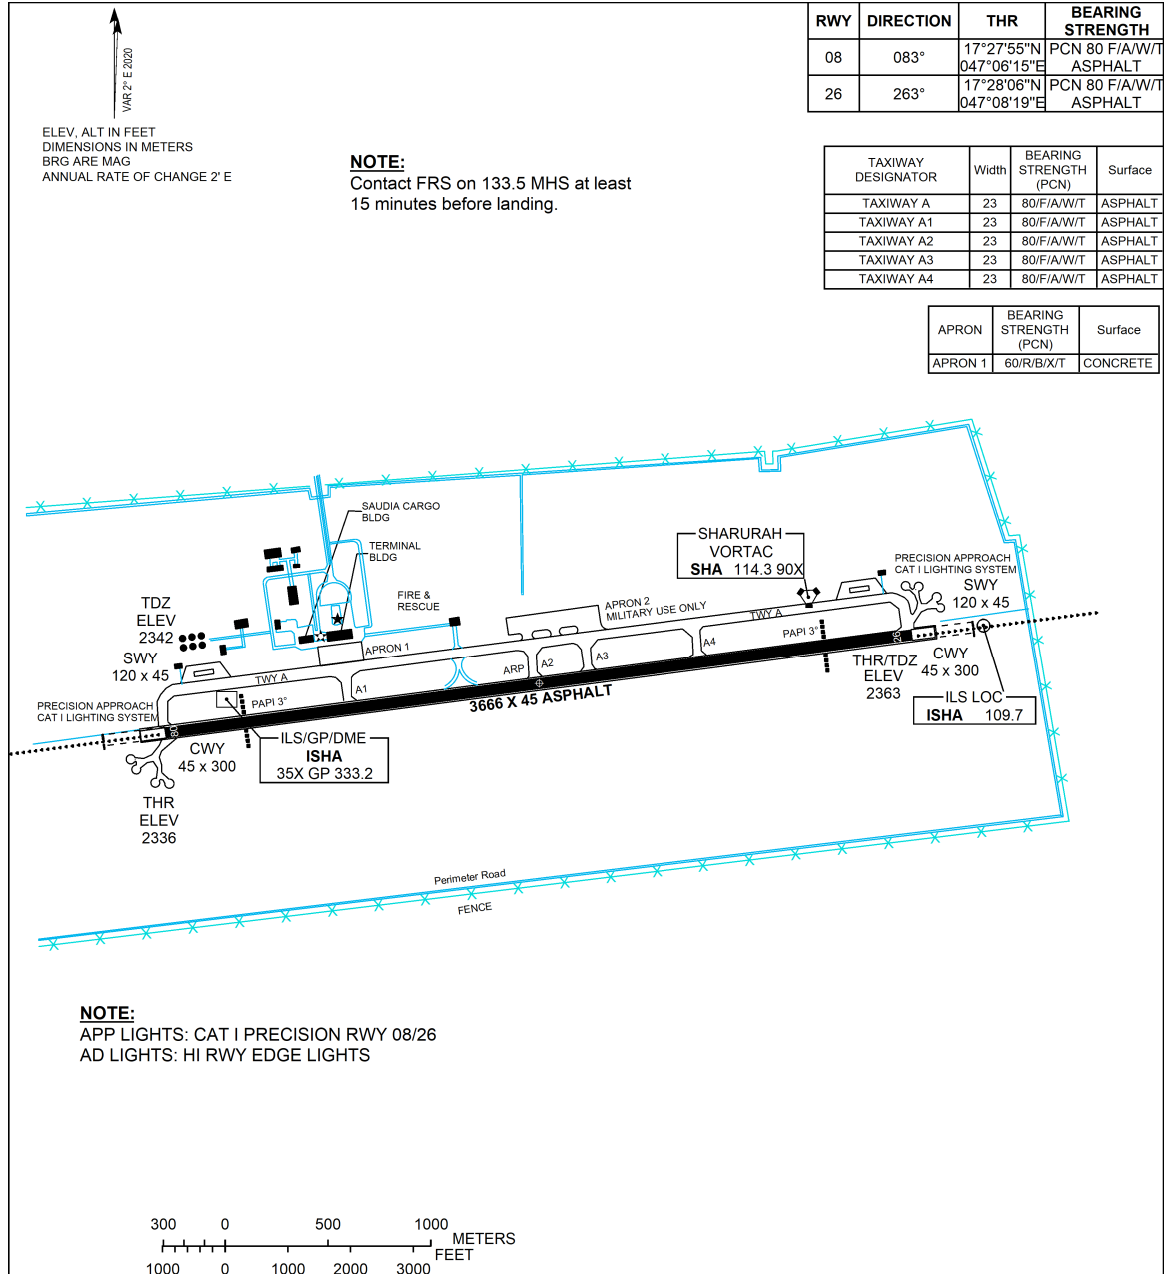 VAR 2° E 2020
ELEV, ALT IN FEET
DIMENSIONS IN METERS
BRG ARE MAG
ANNUAL RATE OF CHANGE 2' E
NOTE:
Contact FRS on 133.5 MHS at least
15 minutes before landing.
RWY DIRECTION THR BEARING STRENGTH
08 083° 17°27'55"N 047°06'15"E PCN 80 F/A/W/T ASPHALT
26 263° 17°28'06"N 047°08'19"E PCN 80 F/A/W/T ASPHALT
TAXIWAY DESIGNATOR Width BEARING STRENGTH (PCN) Surface
TAXIWAY A 23 80/F/A/W/T ASPHALT
TAXIWAY A1 23 80/F/A/W/T ASPHALT
TAXIWAY A2 23 80/F/A/W/T ASPHALT
TAXIWAY A3 23 80/F/A/W/T ASPHALT
TAXIWAY A4 23 80/F/A/W/T ASPHALT
APRON BEARING STRENGTH (PCN) Surface
APRON 1 60/R/B/X/T CONCRETE
SAUDIA CARGO
BLDG
TERMINAL
BLDG
FIRE &
RESCUE
SHARURAH
VORTAC
SHA 114.3 90X
PRECISION APPROACH
CAT I LIGHTING SYSTEM
SWY
120 x 45
TDZ
ELEV
2342
SWY
120 x 45
APRON 2
MILITARY USE ONLY
TWY A
PAPI 3°
26
A4
A3
A2
ARP
APRON 1
TWY A
A1
PAPI 3°
3666 X 45 ASPHALT
THR/TDZ
ELEV
2363
CWY
45 x 300
ILS LOC
ISHA 109.7
PRECISION APPROACH
CAT I LIGHTING SYSTEM
08
CWY
45 x 300
ILS/GP/DME
ISHA
35X GP 333.2
THR
ELEV
2336
Perimeter Road
FENCE
NOTE:
APP LIGHTS: CAT I PRECISION RWY 08/26
AD LIGHTS: HI RWY EDGE LIGHTS
300 0 500 1000
METERS
FEET
1000 0 1000 2000 3000